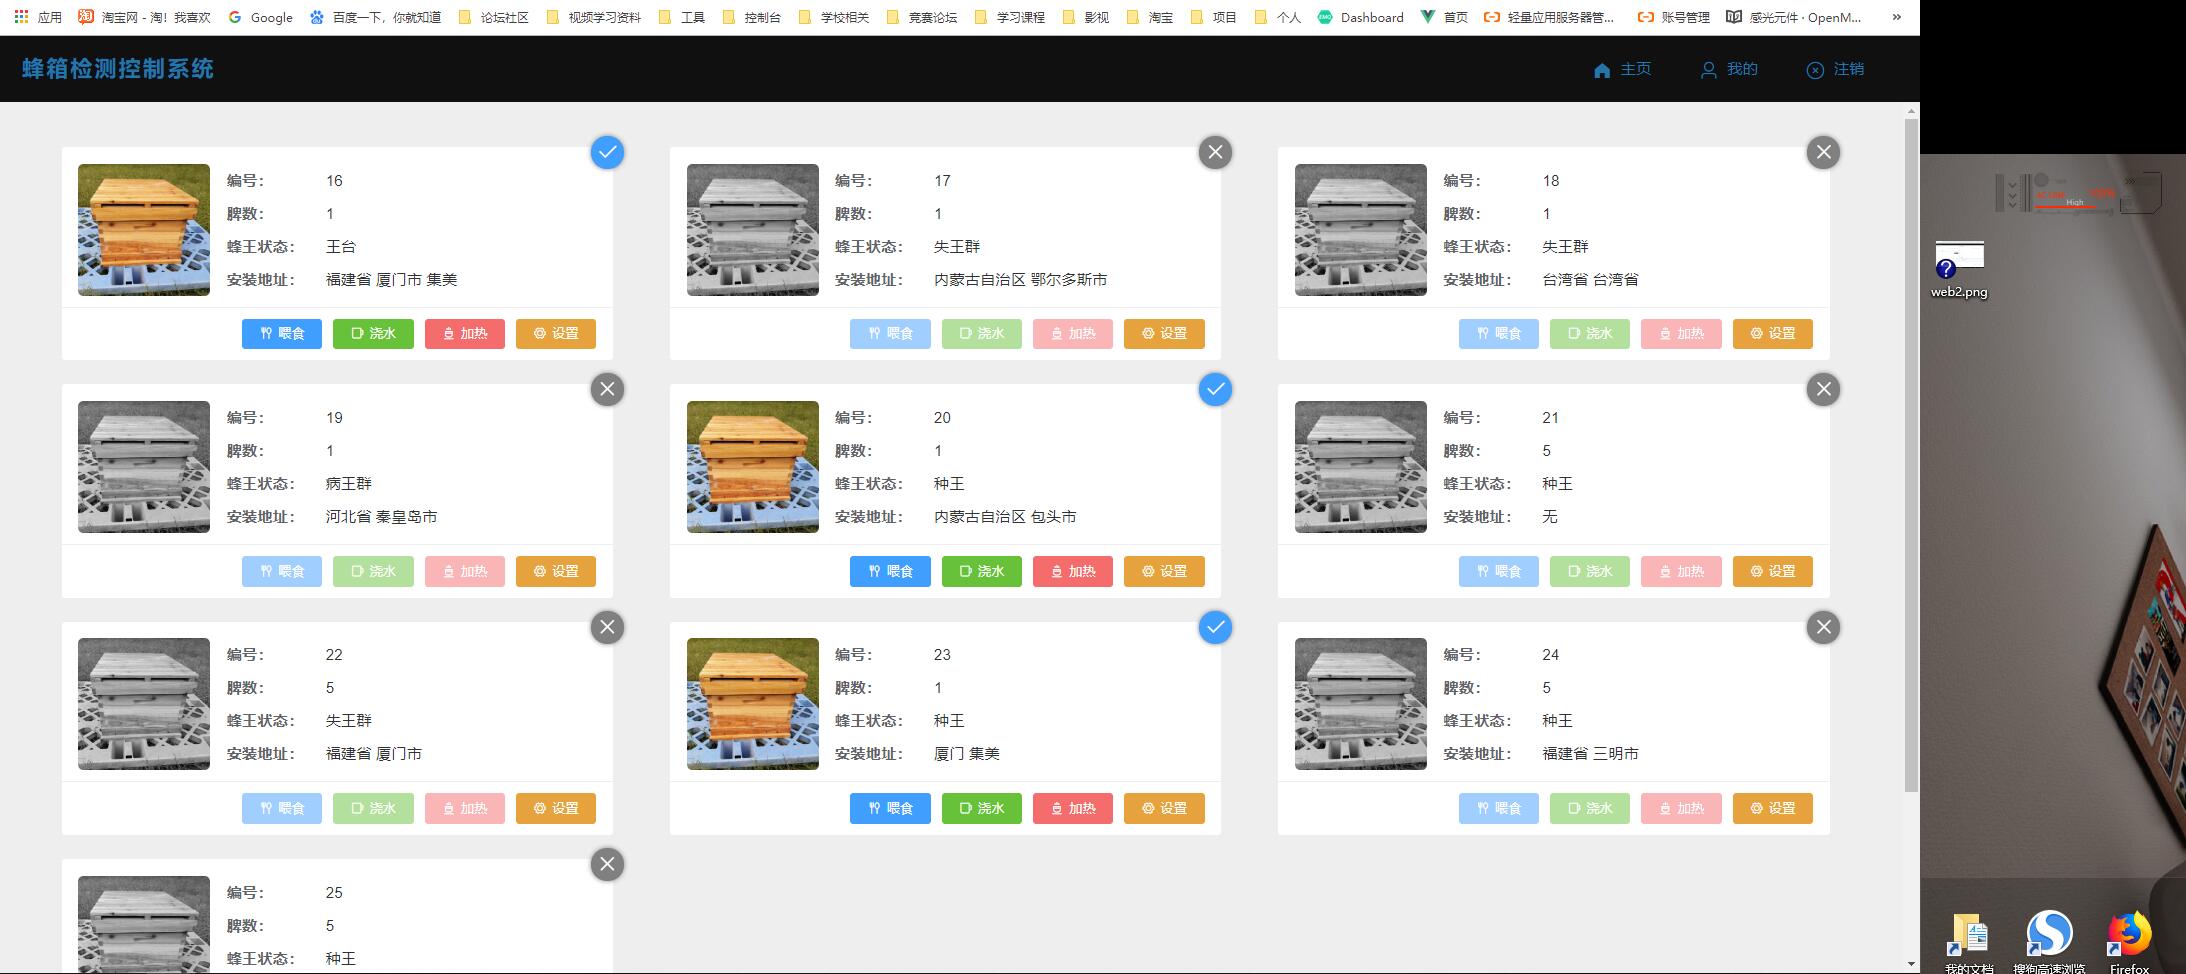 应用 淘宝网 - 淘！我喜欢 Google 百度一下，你就知道 论坛社区 视频学习资料 工具 控制台 学校相关 竞赛论坛 学习课程 影视 淘宝 项目 个人 Dashboard 首页 轻量应用服务器管... 账号管理 感光元件 · OpenM... »
蜂箱检测控制系统 主页 我的 注销
编号： 16
脾数： 1
蜂王状态： 王台
安装地址： 福建省 厦门市 集美
喂食 浇水 加热 设置
编号： 17
脾数： 1
蜂王状态： 失王群
安装地址： 内蒙古自治区 鄂尔多斯市
喂食 浇水 加热 设置
编号： 18
脾数： 1
蜂王状态： 失王群
安装地址： 台湾省 台湾省
喂食 浇水 加热 设置
编号： 19
脾数： 1
蜂王状态： 病王群
安装地址： 河北省 秦皇岛市
喂食 浇水 加热 设置
编号： 20
脾数： 1
蜂王状态： 种王
安装地址： 内蒙古自治区 包头市
喂食 浇水 加热 设置
编号： 21
脾数： 5
蜂王状态： 种王
安装地址： 无
喂食 浇水 加热 设置
编号： 22
脾数： 5
蜂王状态： 失王群
安装地址： 福建省 厦门市
喂食 浇水 加热 设置
编号： 23
脾数： 1
蜂王状态： 种王
安装地址： 厦门 集美
喂食 浇水 加热 设置
编号： 24
脾数： 5
蜂王状态： 种王
安装地址： 福建省 三明市
喂食 浇水 加热 设置
编号： 25
脾数： 5
蜂王状态： 种王
High
web2.png
我的文档 搜狗高速浏览 Firefox